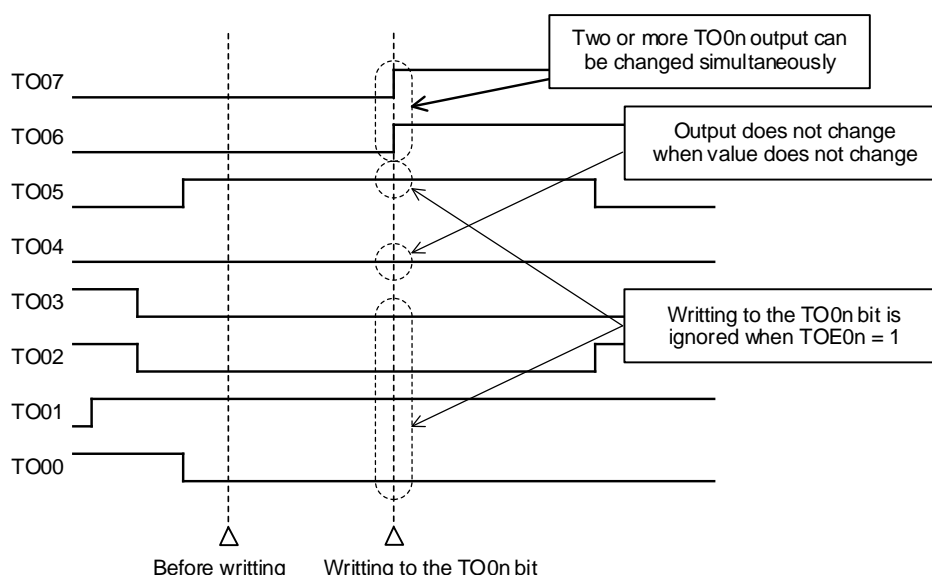 Two or more TO0n output can
be changed simultaneously
TO07
TO06
Output does not change
when value does not change
TO05
TO04
TO03
Writting to the TO0n bit is
ignored when TOE0n = 1
TO02
TO01
TO00
Before writting
Writting to the TO0n bit